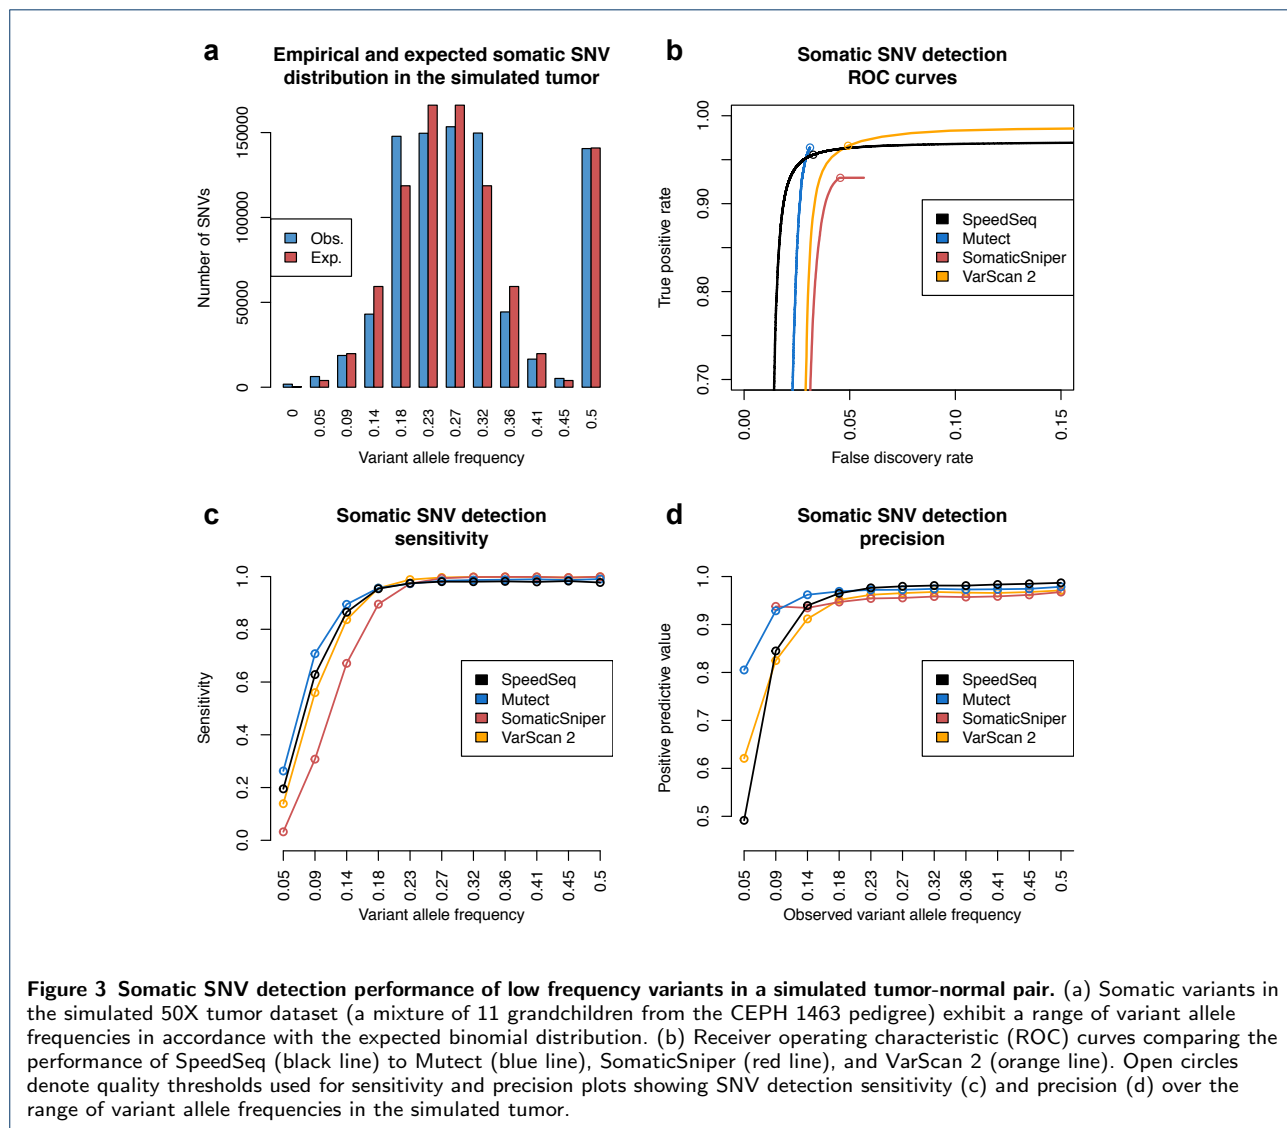 a
Empirical and expected somatic SNV
distribution in the simulated tumor
Number of SNVs
150000
100000
50000
0
Obs.
Exp.
0 0.05 0.09 0.14 0.18 0.23 0.27 0.32 0.36 0.41 0.45 0.5
Variant allele frequency
b
Somatic SNV detection
ROC curves
True positive rate
1.00
0.90
0.80
0.70
SpeedSeq
Mutect
SomaticSniper
VarScan 2
0.00 0.05 0.10 0.15
False discovery rate
c
Somatic SNV detection
sensitivity
Sensitivity
1.0
0.8
0.6
0.4
0.2
0.0
SpeedSeq
Mutect
SomaticSniper
VarScan 2
0.05 0.09 0.14 0.18 0.23 0.27 0.32 0.36 0.41 0.45 0.5
Variant allele frequency
d
Somatic SNV detection
precision
Positive predictive value
1.0
0.9
0.8
0.7
0.6
0.5
SpeedSeq
Mutect
SomaticSniper
VarScan 2
0.05 0.09 0.14 0.18 0.23 0.27 0.32 0.36 0.41 0.45 0.5
Observed variant allele frequency
Figure 3 Somatic SNV detection performance of low frequency variants in a simulated tumor-normal pair. (a) Somatic variants in
the simulated 50X tumor dataset (a mixture of 11 grandchildren from the CEPH 1463 pedigree) exhibit a range of variant allele
frequencies in accordance with the expected binomial distribution. (b) Receiver operating characteristic (ROC) curves comparing the
performance of SpeedSeq (black line) to Mutect (blue line), SomaticSniper (red line), and VarScan 2 (orange line). Open circles
denote quality thresholds used for sensitivity and precision plots showing SNV detection sensitivity (c) and precision (d) over the
range of variant allele frequencies in the simulated tumor.